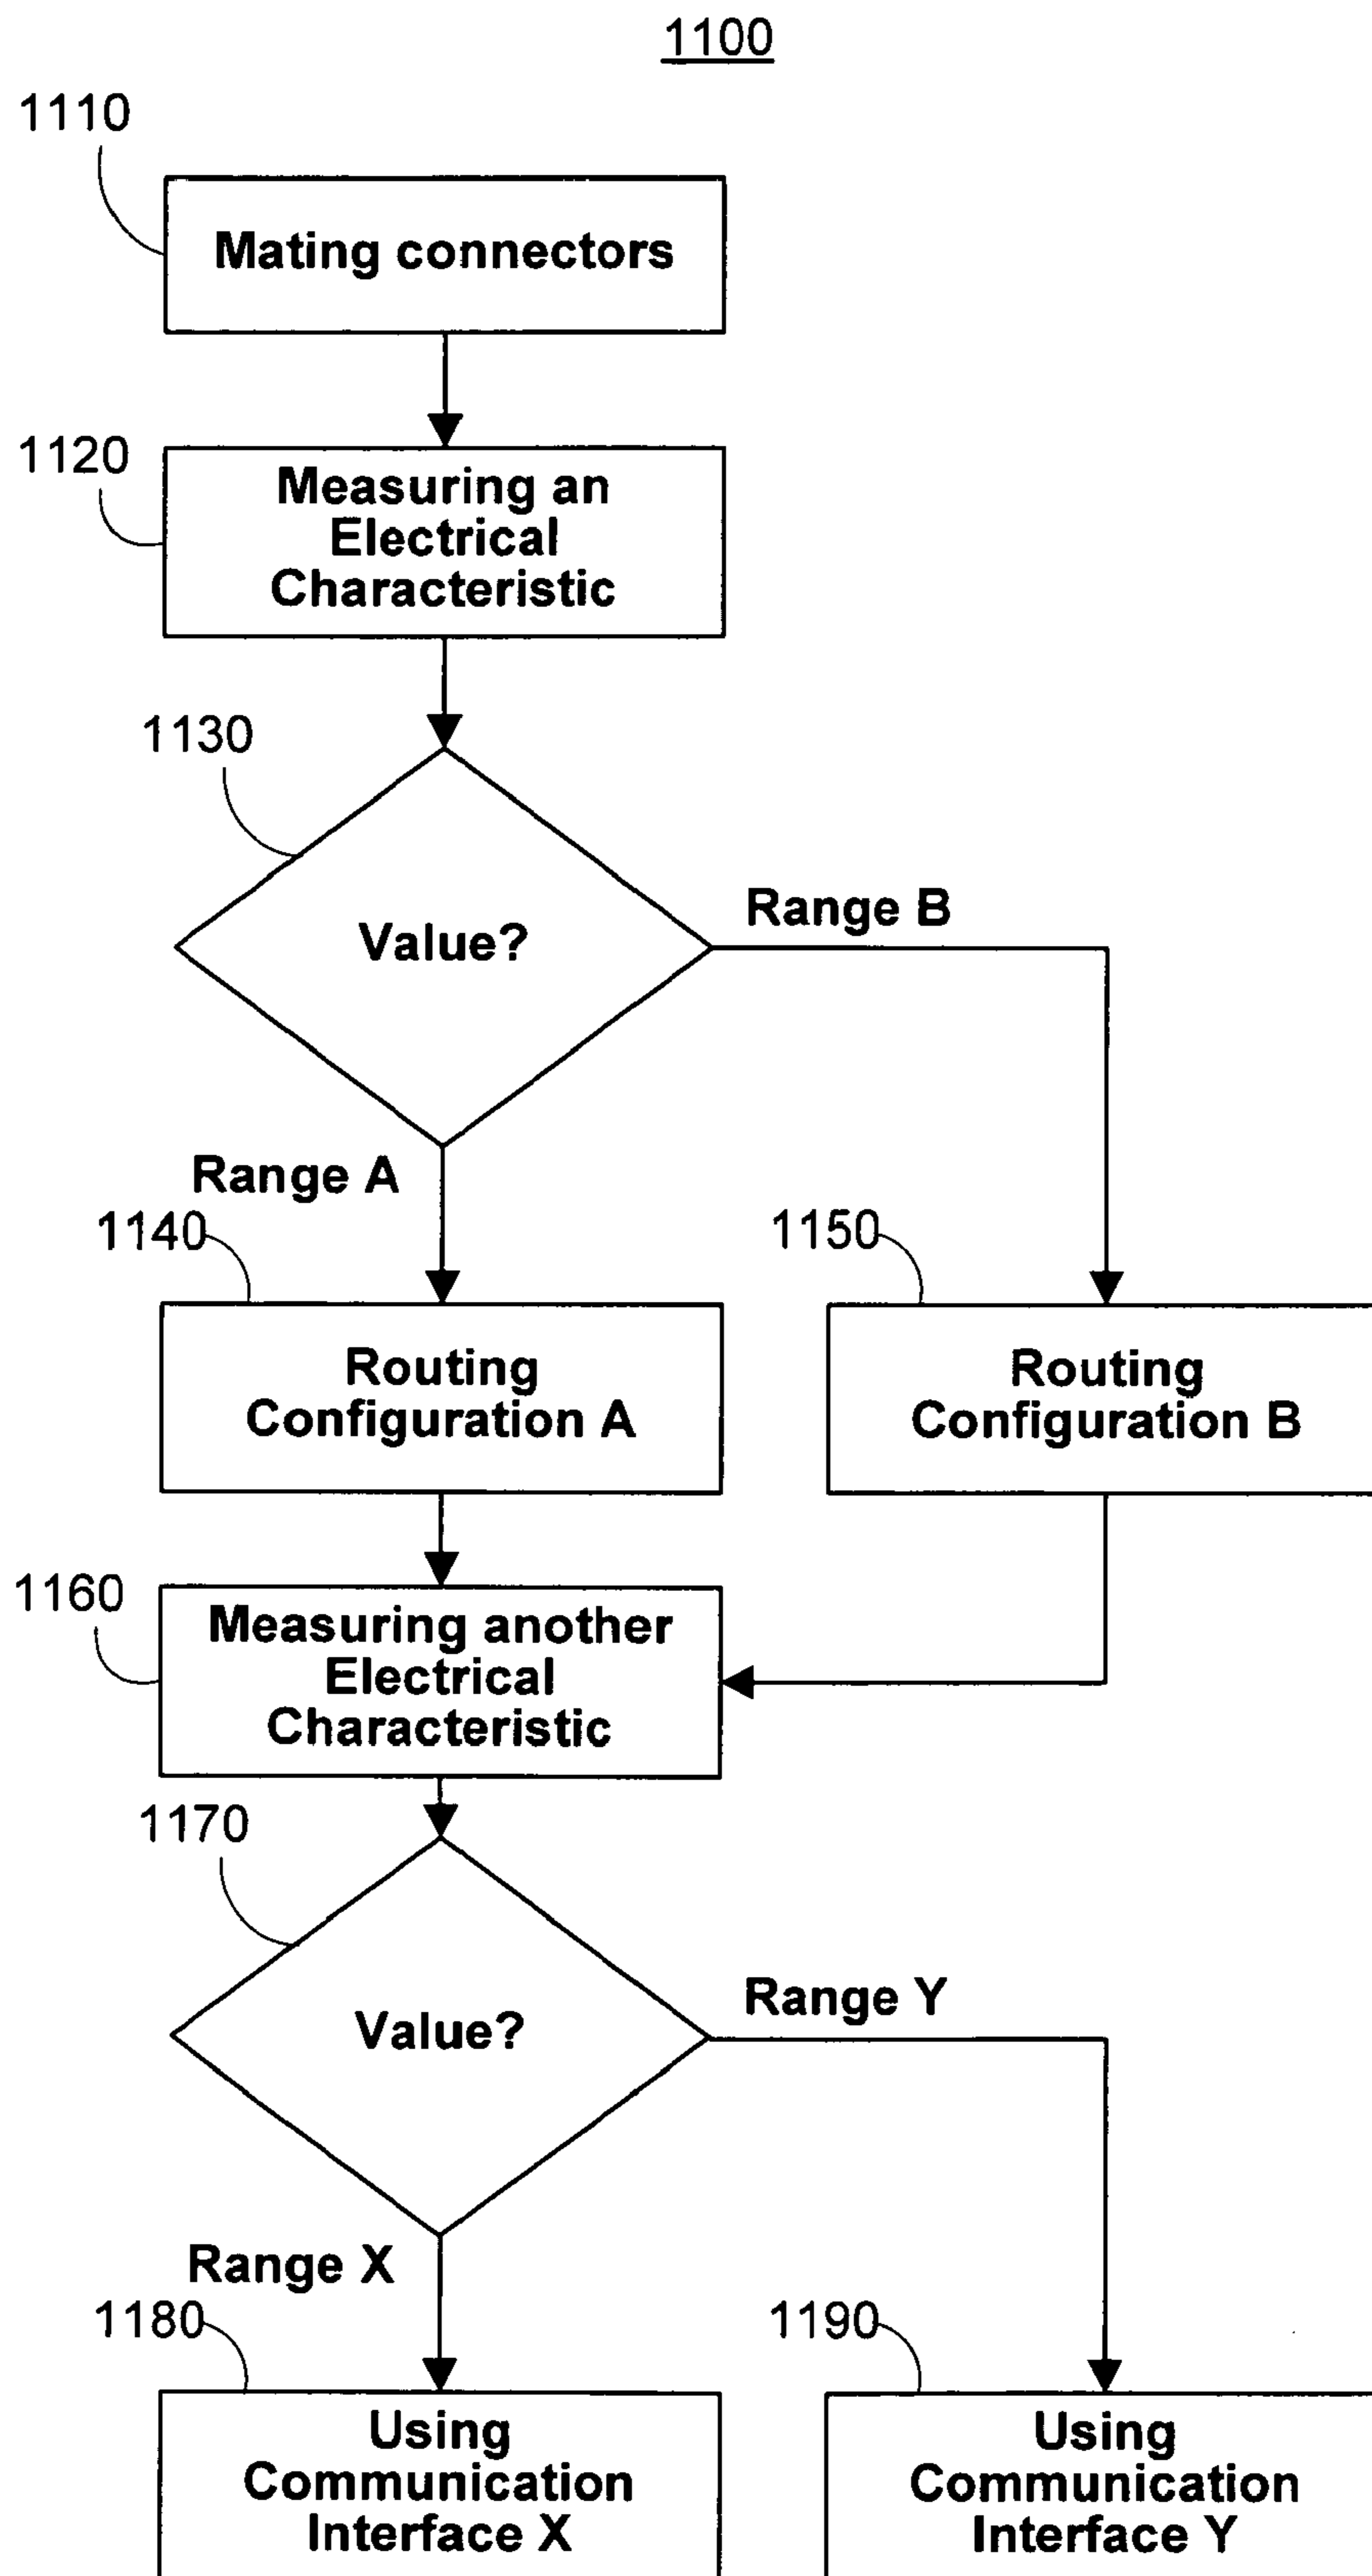 1100
1110
Mating connectors
1120
Measuring an
Electrical
Characteristic
1130
Value?
Range B
Range A
1140
Routing
Configuration A
1150
Routing
Configuration B
1160
Measuring another
Electrical
Characteristic
1170
Value?
Range Y
Range X
1180
Using
Communication
Interface X
1190
Using
Communication
Interface Y